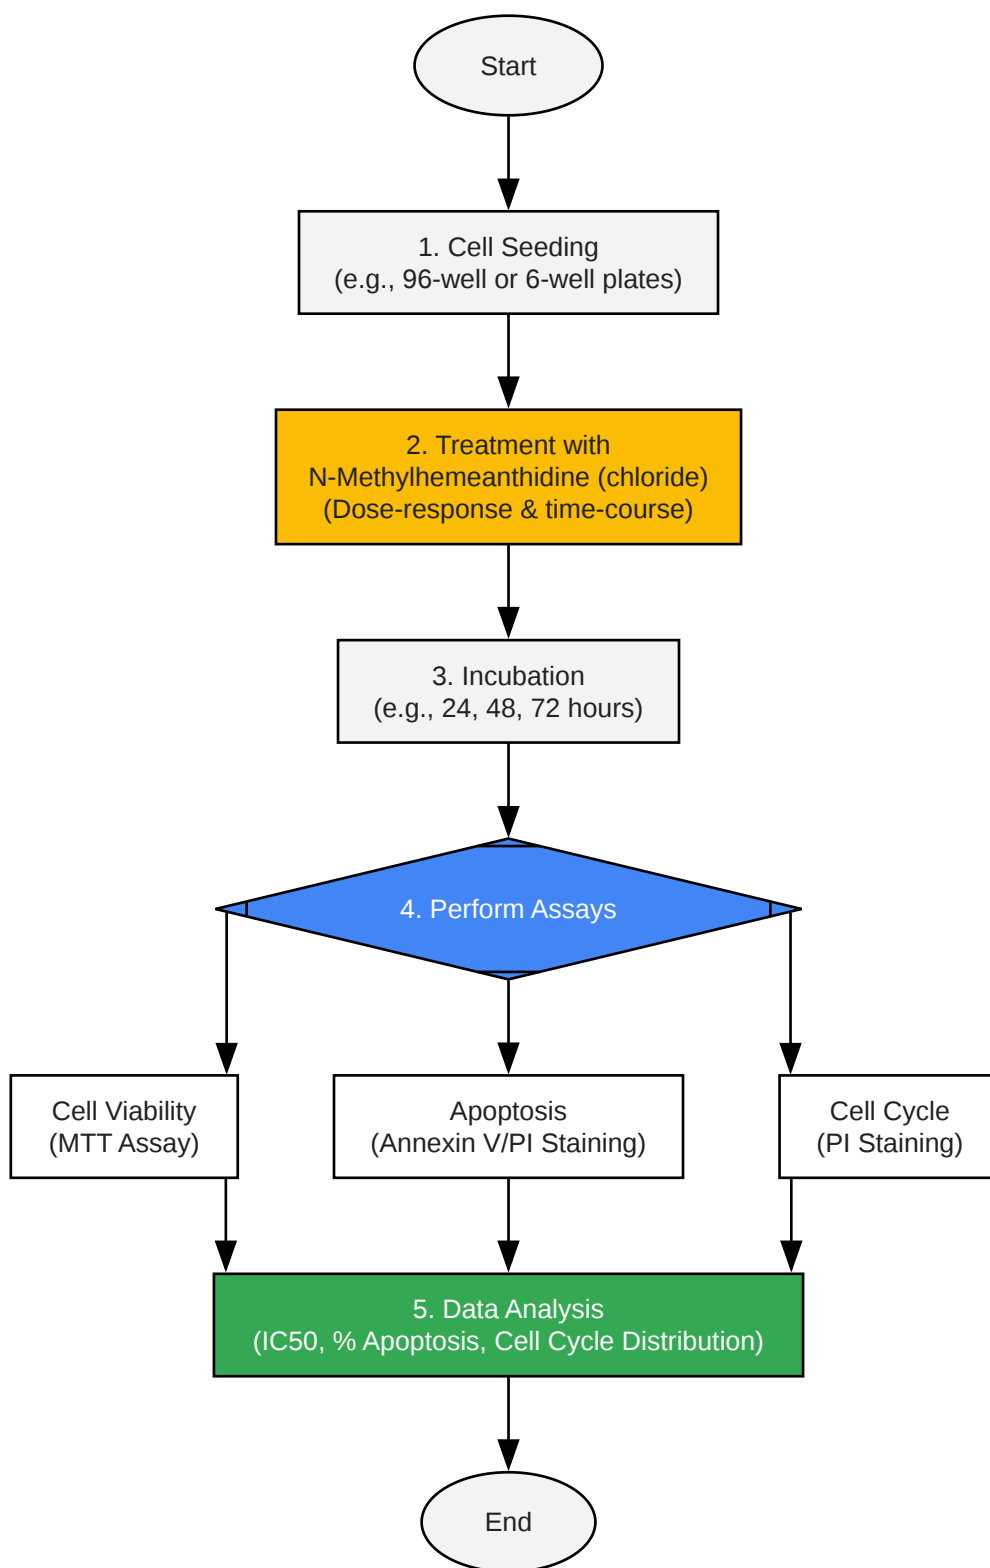 Start
1. Cell Seeding
(e.g., 96-well or 6-well plates)
2. Treatment with
N-Methylhemeanthidine (chloride)
(Dose-response & time-course)
3. Incubation
(e.g., 24, 48, 72 hours)
4. Perform Assays
Cell Viability
(MTT Assay)
Apoptosis
(Annexin V/PI Staining)
Cell Cycle
(PI Staining)
5. Data Analysis
(IC50, % Apoptosis, Cell Cycle Distribution)
End